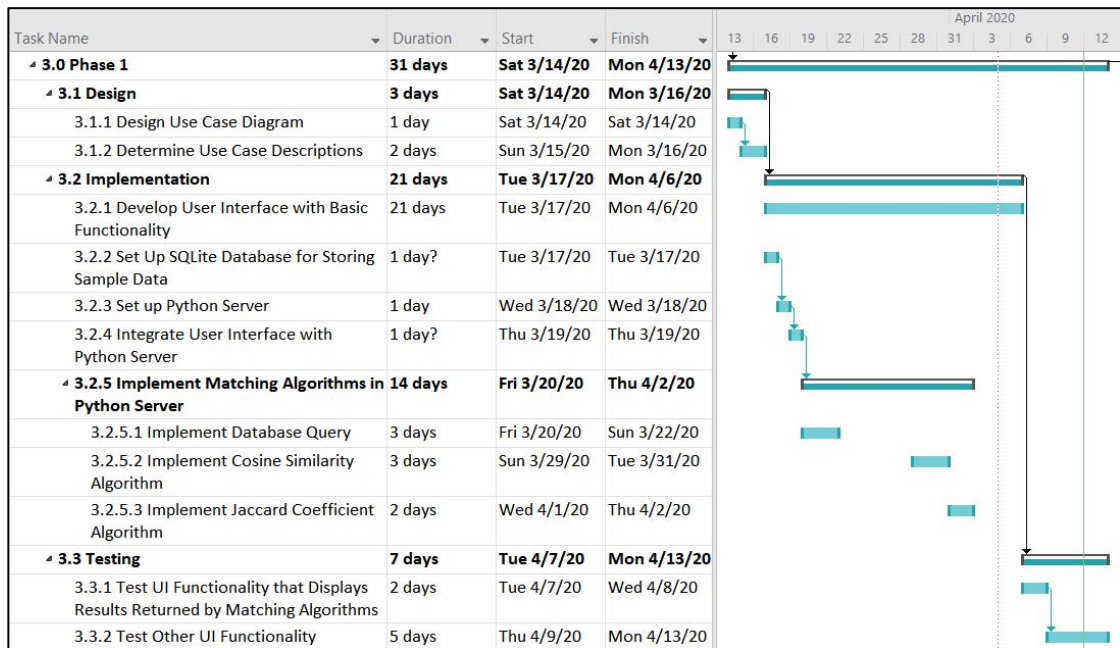 April 2020
Task Name Duration Start Finish 13 16 19 22 25 28 31 3 6 9 12
3.0 Phase 1 31 days Sat 3/14/20 Mon 4/13/20
3.1 Design 3 days Sat 3/14/20 Mon 3/16/20
3.1.1 Design Use Case Diagram 1 day Sat 3/14/20 Sat 3/14/20
3.1.2 Determine Use Case Descriptions 2 days Sun 3/15/20 Mon 3/16/20
3.2 Implementation 21 days Tue 3/17/20 Mon 4/6/20
3.2.1 Develop User Interface with Basic 21 days Tue 3/17/20 Mon 4/6/20
Functionality
3.2.2 Set Up SQLite Database for Storing 1 day? Tue 3/17/20 Tue 3/17/20
Sample Data
3.2.3 Set up Python Server 1 day Wed 3/18/20 Wed 3/18/20
3.2.4 Integrate User Interface with 1 day? Thu 3/19/20 Thu 3/19/20
Python Server
3.2.5 Implement Matching Algorithms in 14 days Fri 3/20/20 Thu 4/2/20
Python Server
3.2.5.1 Implement Database Query 3 days Fri 3/20/20 Sun 3/22/20
3.2.5.2 Implement Cosine Similarity 3 days Sun 3/29/20 Tue 3/31/20
Algorithm
3.2.5.3 Implement Jaccard Coefficient 2 days Wed 4/1/20 Thu 4/2/20
Algorithm
3.3 Testing 7 days Tue 4/7/20 Mon 4/13/20
3.3.1 Test UI Functionality that Displays 2 days Tue 4/7/20 Wed 4/8/20
Results Returned by Matching Algorithms
3.3.2 Test Other UI Functionality 5 days Thu 4/9/20 Mon 4/13/20